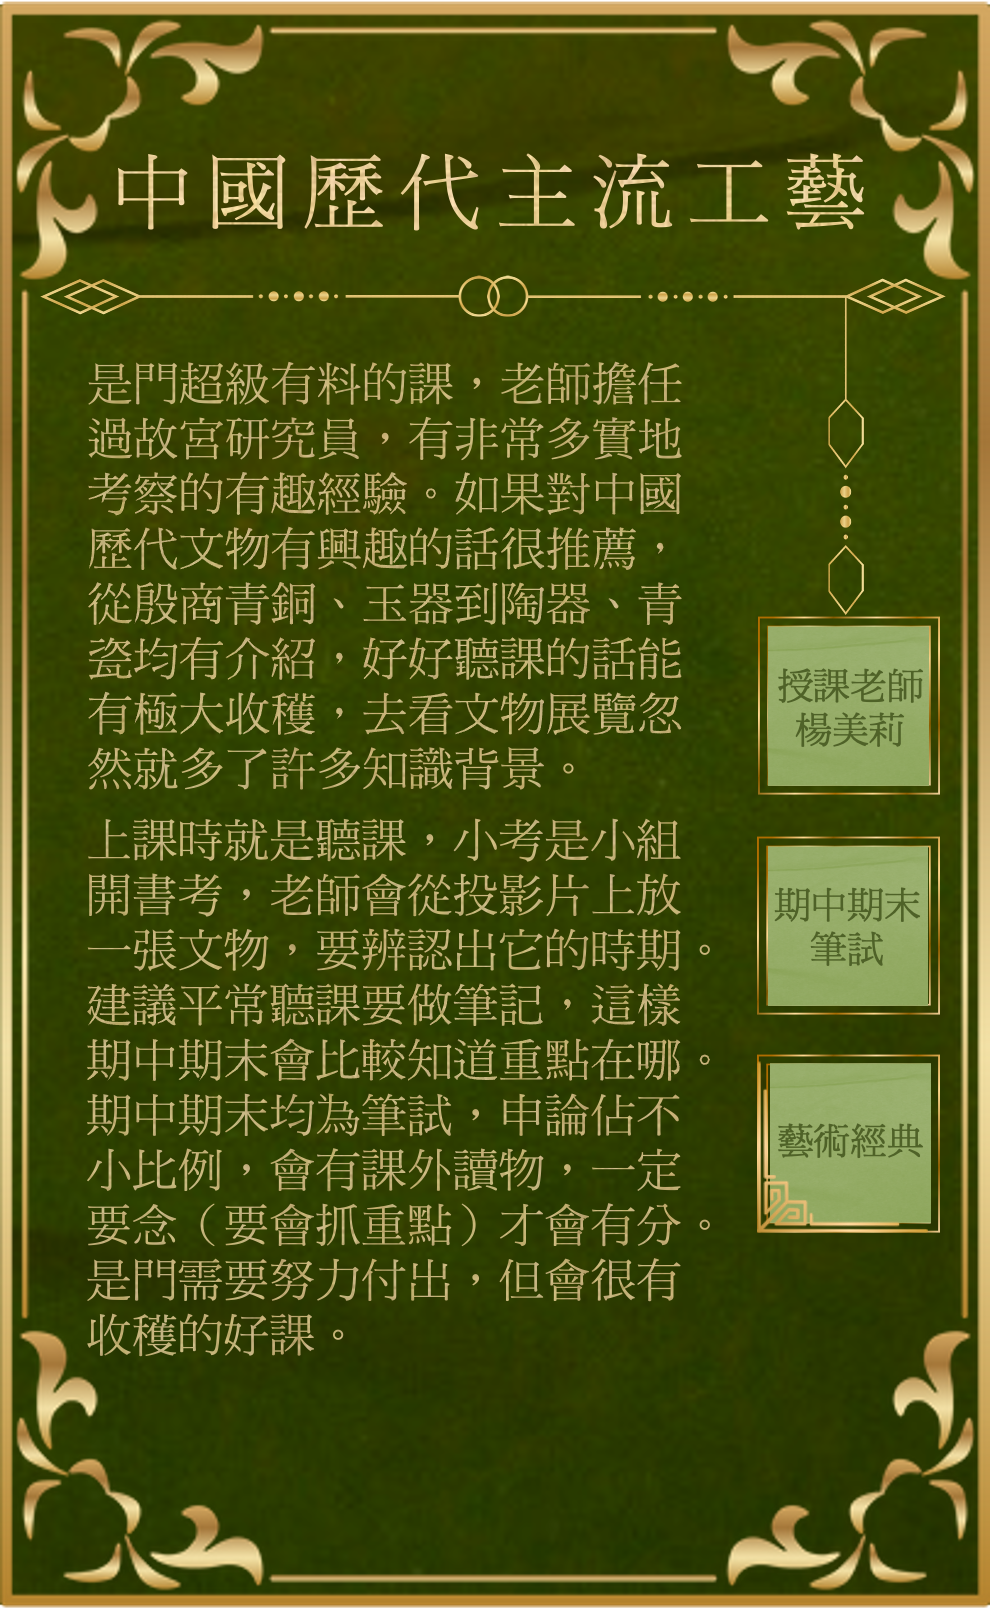 中國歷代主流工藝
是門超級有料的課，老師擔任
過故宮研究員，有非常多實地
考察的有趣經驗。如果對中國
歷代文物有興趣的話很推薦，
從殷商青銅、玉器到陶器、青
瓷均有介紹，好好聽課的話能
有極大收穫，去看文物展覽忽
然就多了許多知識背景。
上課時就是聽課，小考是小組
開書考，老師會從投影片上放
一張文物，要辨認出它的時期。
建議平常聽課要做筆記，這樣
期中期末會比較知道重點在哪。
期中期末均為筆試，申論佔不
小比例，會有課外讀物，一定
要念（要會抓重點）才會有分。
是門需要努力付出，但會很有
收穫的好課。
授課老師
楊美莉
期中期末
筆試
藝術經典